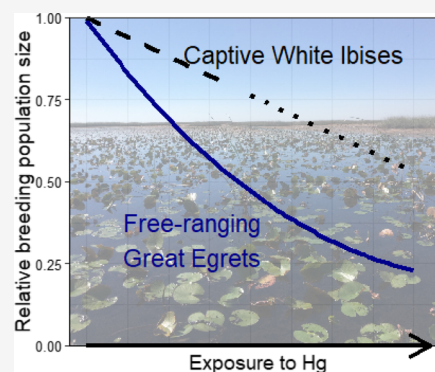 Relative breeding population size
1.00
0.75
0.50
0.25
0.00
Captive White Ibises
Free-ranging
Great Egrets
Exposure to Hg